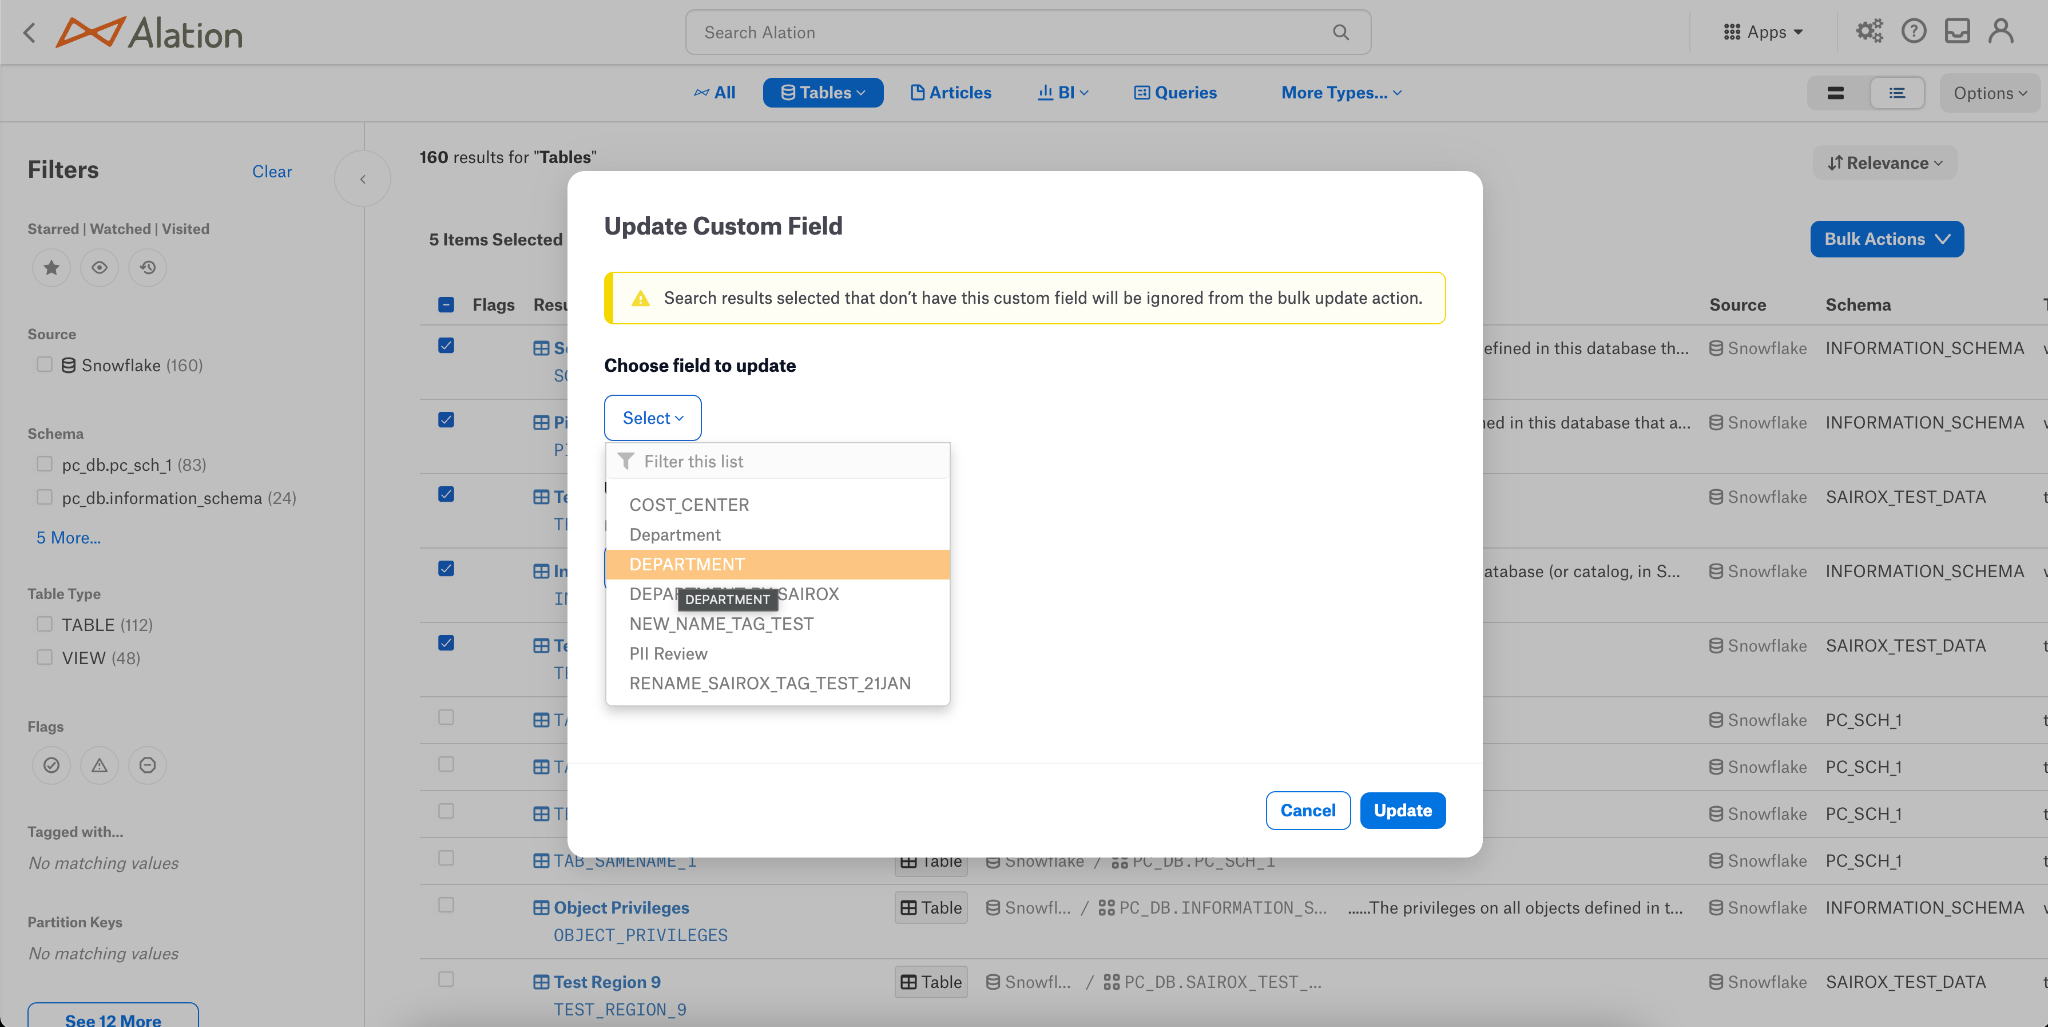 Alation
Search Alation
Apps
All
Tables
Articles
BI
Queries
More Types...
Options
Filters
Clear
160 results for "Tables"
Relevance
Starred | Watched | Visited
5 Items Selected
Bulk Actions
Update Custom Field
Search results selected that don't have this custom field will be ignored from the bulk update action.
Flags
Source
Schema
Source
Snowflake (160)
efined in this database th...
Snowflake
INFORMATION_SCHEMA
Choose field to update
Select
ned in this database that a...
Snowflake
INFORMATION_SCHEMA
Schema
pc_db.pc_sch_1 (83)
pc_db.information_schema (24)
5 More...
Filter this list
COST_CENTER
Department
DEPARTMENT
NEW_NAME_TAG_TEST
PII Review
RENAME_SAIROX_TAG_TEST_21JAN
DEPARTMENT
Snowflake
SAIROX_TEST_DATA
atabase (or catalog, in S...
Snowflake
INFORMATION_SCHEMA
Table Type
TABLE (112)
VIEW (48)
Snowflake
SAIROX_TEST_DATA
Flags
Snowflake
PC_SCH_1
Snowflake
PC_SCH_1
Cancel
Update
Snowflake
PC_SCH_1
Tagged with...
No matching values
TAB_SAMENAME_1
Table
Snowflake / PC_DB.PC_SCH_1
PC_SCH_1
Snowflake
Object Privileges
OBJECT_PRIVILEGES
Table
Snowfl... / PC_DB.INFORMATION_S...
......The privileges on all objects defined in t...
Snowflake
INFORMATION_SCHEMA
Partition Keys
No matching values
Test Region 9
TEST_REGION_9
Table
Snowfl... / PC_DB.SAIROX_TEST_...
Snowflake
SAIROX_TEST_DATA
See 12 More